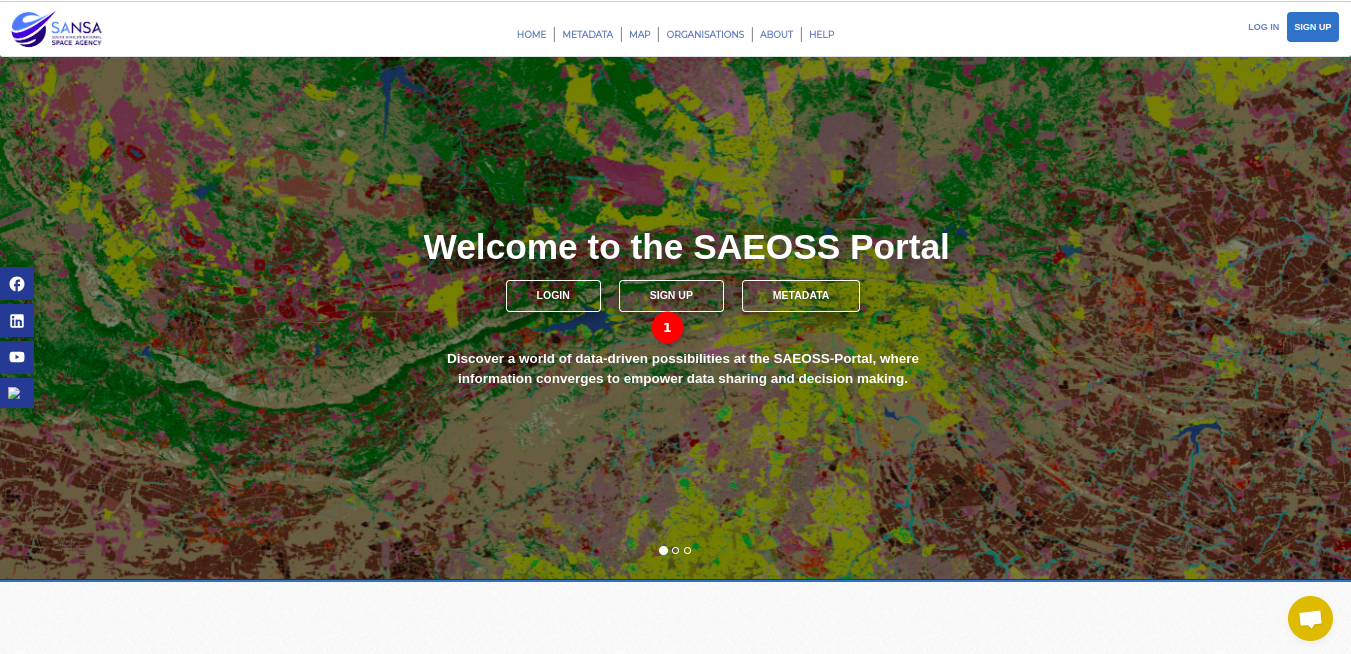 SANSA
SOUTH AFRICAN NATIONAL
SPACE AGENCY
HOME
METADATA
MAP
ORGANISATIONS
ABOUT
HELP
LOG IN
SIGN UP
Welcome to the SAEOSS Portal
LOGIN
SIGN UP
METADATA
1
Discover a world of data-driven possibilities at the SAEOSS-Portal, where
information converges to empower data sharing and decision making.